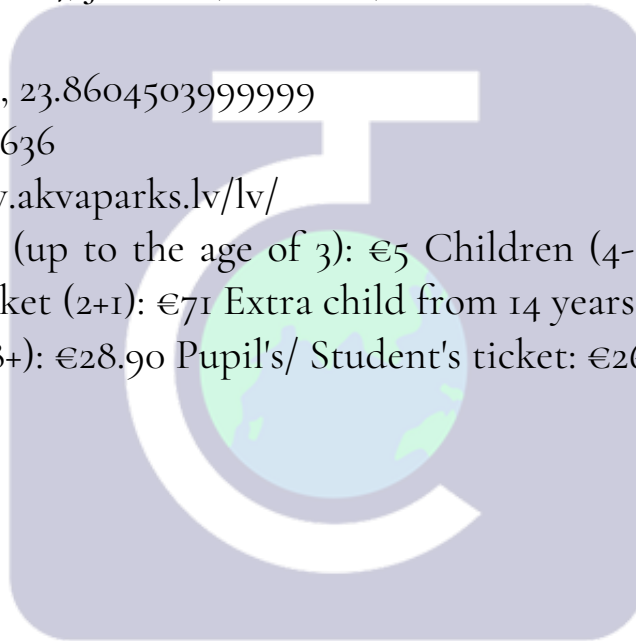 , 23.8604503999999
636
.akvaparks.lv/lv/
(up to the age of 3): €5 Children (4-
ket (2+1): €71 Extra child from 14 years
+): €28.90 Pupil's/ Student's ticket: €2